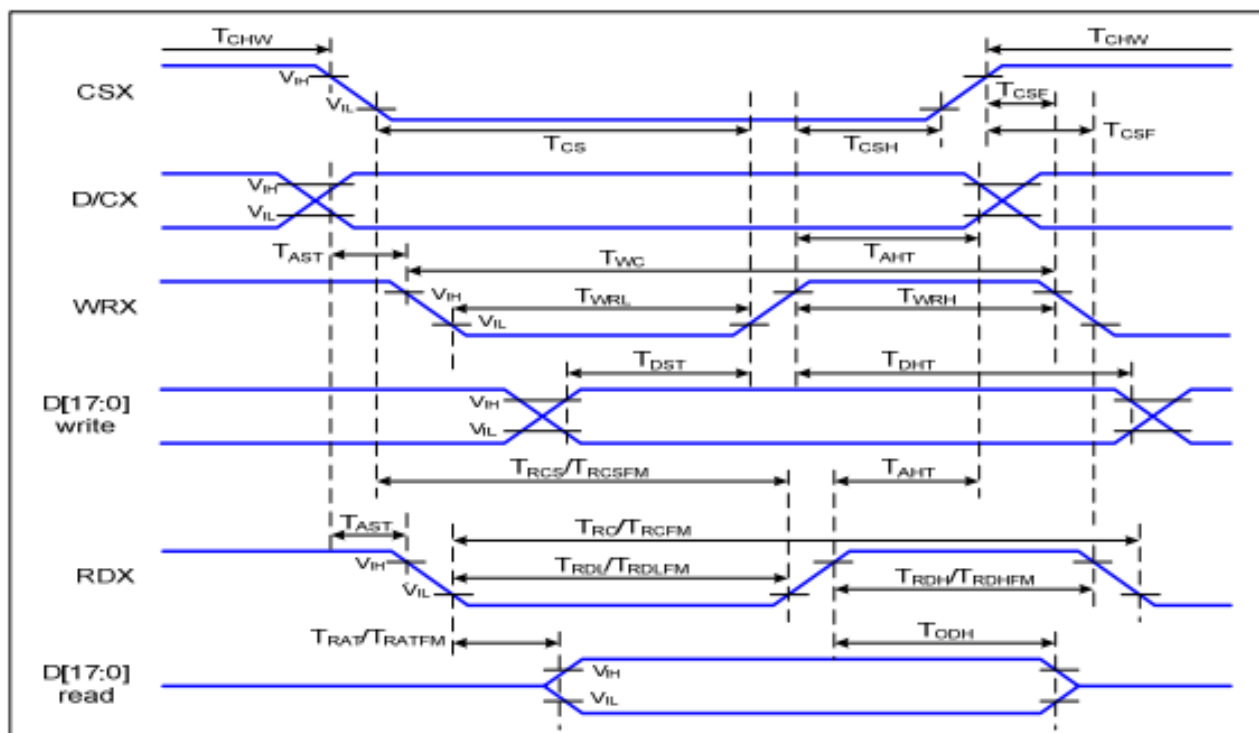 TCHW TCHW
VIH
CSX TCSF
VIL
TCS TCSH TCSF
D/CX VIH
VIL
TAST TWC TAHT
WRX VIH TWRL TWRH
VIL
TDST TDHT
D[17:0] VIH
write VIL
TRCS/TRCSFM TAHT
TAST TRC/TRCFM
RDX VIH TRDL/TRDLFM TRDH/TRDHFM
VIL
TRAT/TRATFM TODH
D[17:0] VIH
read VIL